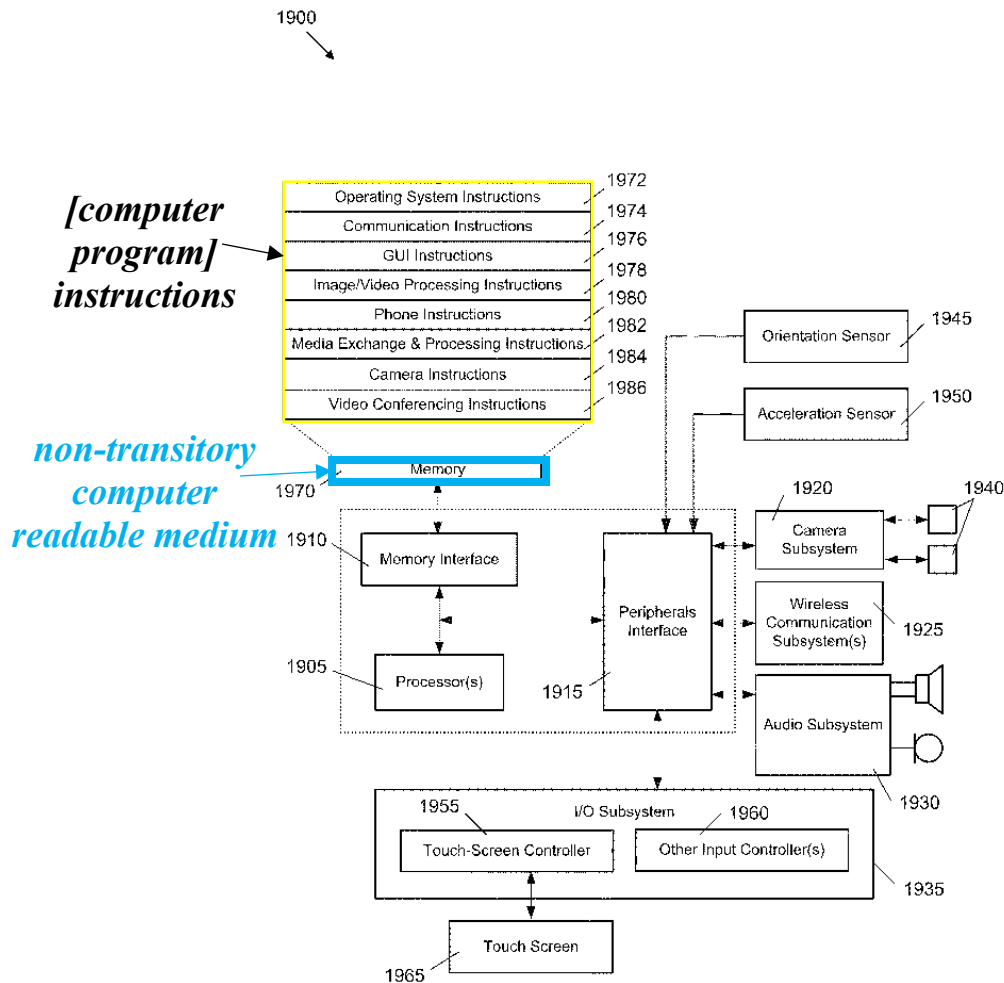 1900
[computer
program]
instructions
Operating System Instructions
1972
Communication Instructions
1974
GUI Instructions
1976
Image/Video Processing Instructions
1978
Phone Instructions
1980
Media Exchange & Processing Instructions
1982
Camera Instructions
1984
Video Conferencing Instructions
1986
non-transitory
computer
readable medium
Memory
1970
Orientation Sensor
1945
Acceleration Sensor
1950
1910
Memory Interface
1905
Processor(s)
Peripherals
Interface
1915
1920
Camera
Subsystem
1940
Wireless
Communication
Subsystem(s)
1925
Audio Subsystem
1930
I/O Subsystem
1955
Touch-Screen Controller
1960
Other Input Controller(s)
1935
Touch Screen
1965